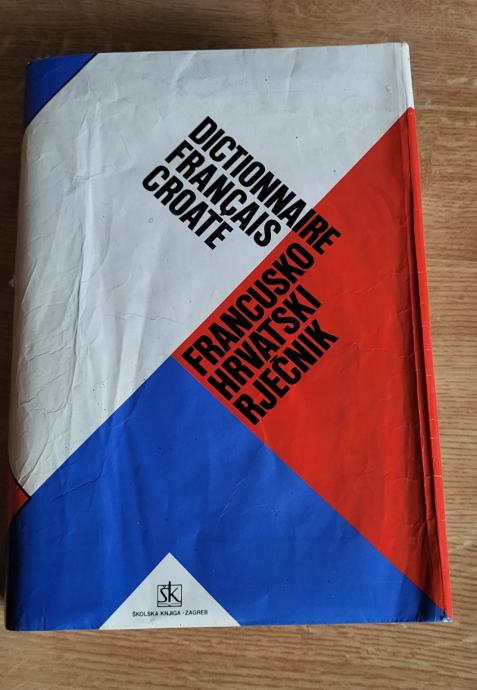 DICTIONNAIRE
FRANÇAIS
CROATE
FRANCUSKO
HRVATSKI
RJEČNIK
ŠK
ŠKOLSKA KNJIGA - ZAGREB